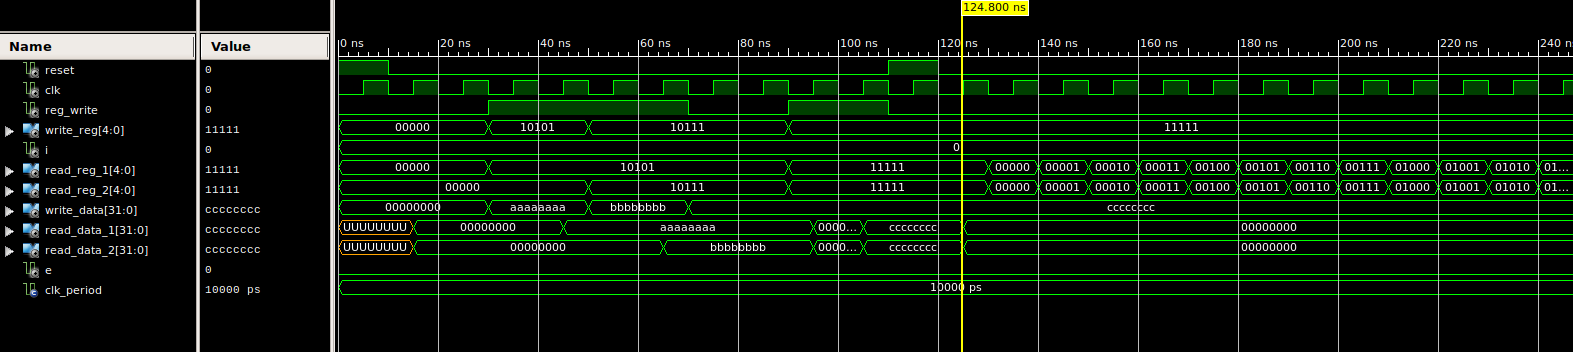 124.800 ns
Name Value 0 ns 20 ns 40 ns 60 ns 80 ns 100 ns 120 ns 140 ns 160 ns 180 ns 200 ns 220 ns 240 ns
reset 0
clk 0
reg_write 0
write_reg[4:0] 11111 00000 10101 10111 11111
i 0 0
read_reg_1[4:0] 11111 00000 10101 11111 00000 00001 00010 00011 00100 00101 00110 00111 01000 01001 01010 01...
read_reg_2[4:0] 11111 00000 10111 11111 00000 00001 00010 00011 00100 00101 00110 00111 01000 01001 01010 01...
write_data[31:0] cccccccc 00000000 aaaaaaaa bbbbbbbb cccccccc
read_data_1[31:0] cccccccc UUUUUUUU 00000000 aaaaaaaa 0000... cccccccc 00000000
read_data_2[31:0] cccccccc UUUUUUUU 00000000 bbbbbbbb 0000... cccccccc 00000000
e 0
clk_period 10000 ps 10000 ps